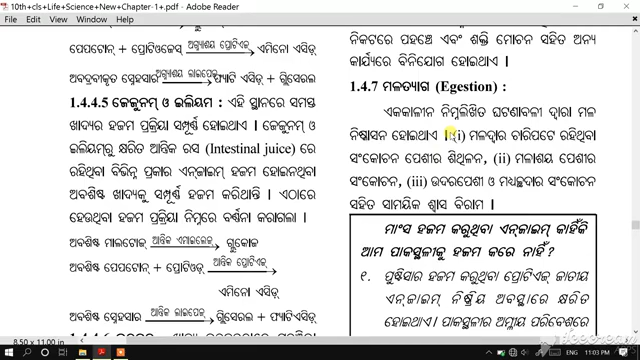 10th+cls+Life+Science+New+Chapter-1+.pdf - Adobe Reader
File Edit View Window Help
ପେପଟୋନ୍ + ପ୍ରୋଟିଓଜେସ୍ ଅଗ୍ନ୍ୟାଶୟ ପ୍ରୋଟିଏଜ୍ ଏମିନୋ ଏସିଡ଼୍
ଅବଦ୍ରବୀକୃତ ସ୍ନେହସାର ଅଗ୍ନ୍ୟାଶୟ ଲାଇପେଜ୍ ଫ୍ୟାଟି ଏସିଡ଼ + ଗ୍ଲିସେରଲ
1.4.4.5 ଜେଜୁନମ୍ ଓ ଇଲିୟମ : ଏହି ସ୍ଥାନରେ ସମସ୍ତ
ଖାଦ୍ୟର ହଜମ ପ୍ରକ୍ରିୟା ସମ୍ପୂର୍ଣ୍ଣ ହୋଇଥାଏ । ଜେଜୁନମ୍ ଓ
ଇଲିୟମ୍‌ରୁ କ୍ଷରିତ ଆନ୍ତ୍ରିକ ରସ (Intestinal juice) ରେ
ରହିଥିବା ବିଭିନ୍ନ ପ୍ରକାର ଏନ୍‌ଜାଇମ୍ ହଜମ ହୋଇନଥିବା
ଅବଶିଷ୍ଟ ଖାଦ୍ୟକୁ ସମ୍ପୂର୍ଣ୍ଣ ହଜମ କରିଥାନ୍ତି । ଏଠାରେ
ହେଉଥିବା ହଜମ ପ୍ରକ୍ରିୟା ନିମ୍ନରେ ବର୍ଣ୍ଣନା କରାଗଲା ।
ଅବଶିଷ୍ଟ ମାଲଟୋଜ୍ ଆନ୍ତ୍ରିକ ଏମାଇଲେଜ୍ ଗ୍ଲୁକୋଜ
ଅବଶିଷ୍ଟ ପେପଟୋନ୍ + ପ୍ରୋଟିଓଜ୍ ଆନ୍ତ୍ରିକ ପ୍ରୋଟିଏଜ୍
ଏମିନୋ ଏସିଡ଼୍
ଅବଶିଷ୍ଟ ସ୍ନେହସାର ଆନ୍ତ୍ରିକ ଲାଇପେଜ୍ ଗ୍ଲିସେରଲ + ଫ୍ୟାଟିଏସିଡ଼୍
ନିକଟରେ ପହଞ୍ଚେ ଏବଂ ଶକ୍ତି ମୋଚନ ସହିତ ଅନ୍ୟ
କାର୍ଯ୍ୟରେ ବିନିଯୋଗ ହୋଇଥାଏ ।
1.4.7 ମଳତ୍ୟାଗ (Egestion) :
ଏକକାଳୀନ ନିମ୍ନଲିଖିତ ଘଟଣାବଳୀ ଦ୍ୱାରା ମଳ
ନିଷ୍କାସନ ହୋଇଥାଏ । (i) ମଳଦ୍ୱାର ଚାରିପଟେ ରହିଥିବା
ସଂକୋଚନ ପେଶୀର ଶିଥିଳନ, (ii) ମଳାଶୟ ପେଶୀର
ସଂକୋଚନ, (iii) ଉଦରପେଶୀ ଓ ମଧ୍ୟଚ୍ଛଦାର ସଂକୋଚନ
ସହିତ ସାମୟିକ ଶ୍ୱାସ ବିରାମ ।
ମାଂସ ହଜମ କରୁଥିବା ଏନ୍‌ଜାଇମ୍ କାହିଁକି
ଆମ ପାକସ୍ଥଳୀକୁ ହଜମ କରେ ନାହିଁ ?
୧. ପୁଷ୍ଟିସାର ହଜମ କରୁଥିବା ପ୍ରୋଟିଏଜ୍ ଜାତୀୟ
ଏନ୍‌ଜାଇମ୍ ନିଷ୍କ୍ରିୟ ଅବସ୍ଥାରେ କ୍ଷରିତ
ହୋଇଥାଏ । ପାକସ୍ଥଳୀର ଅମ୍ଳୀୟ ପରିବେଶରେ
8.50 x 11.00 in
ENG 11:03 PM